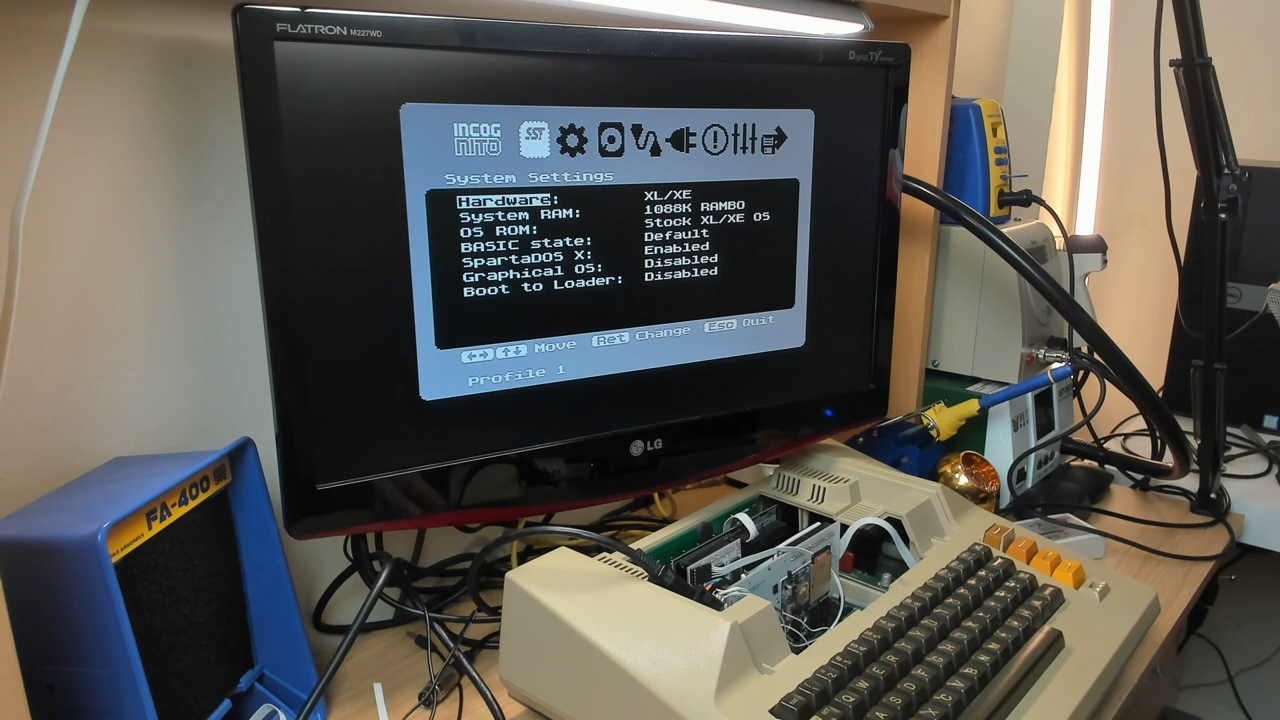 FLATRON M227WD
Digital TV
INCOG
NITO
SST
System Settings
Hardware: XL/XE
System RAM: 1088K RAMBO
OS ROM: Stock XL/XE OS
BASIC state: Default
SpartaDOS X: Enabled
Graphical OS: Disabled
Boot to Loader: Disabled
←→ ↑↓ Move Ret Change Esc Quit
Profile 1
LG
FA-400
DELL